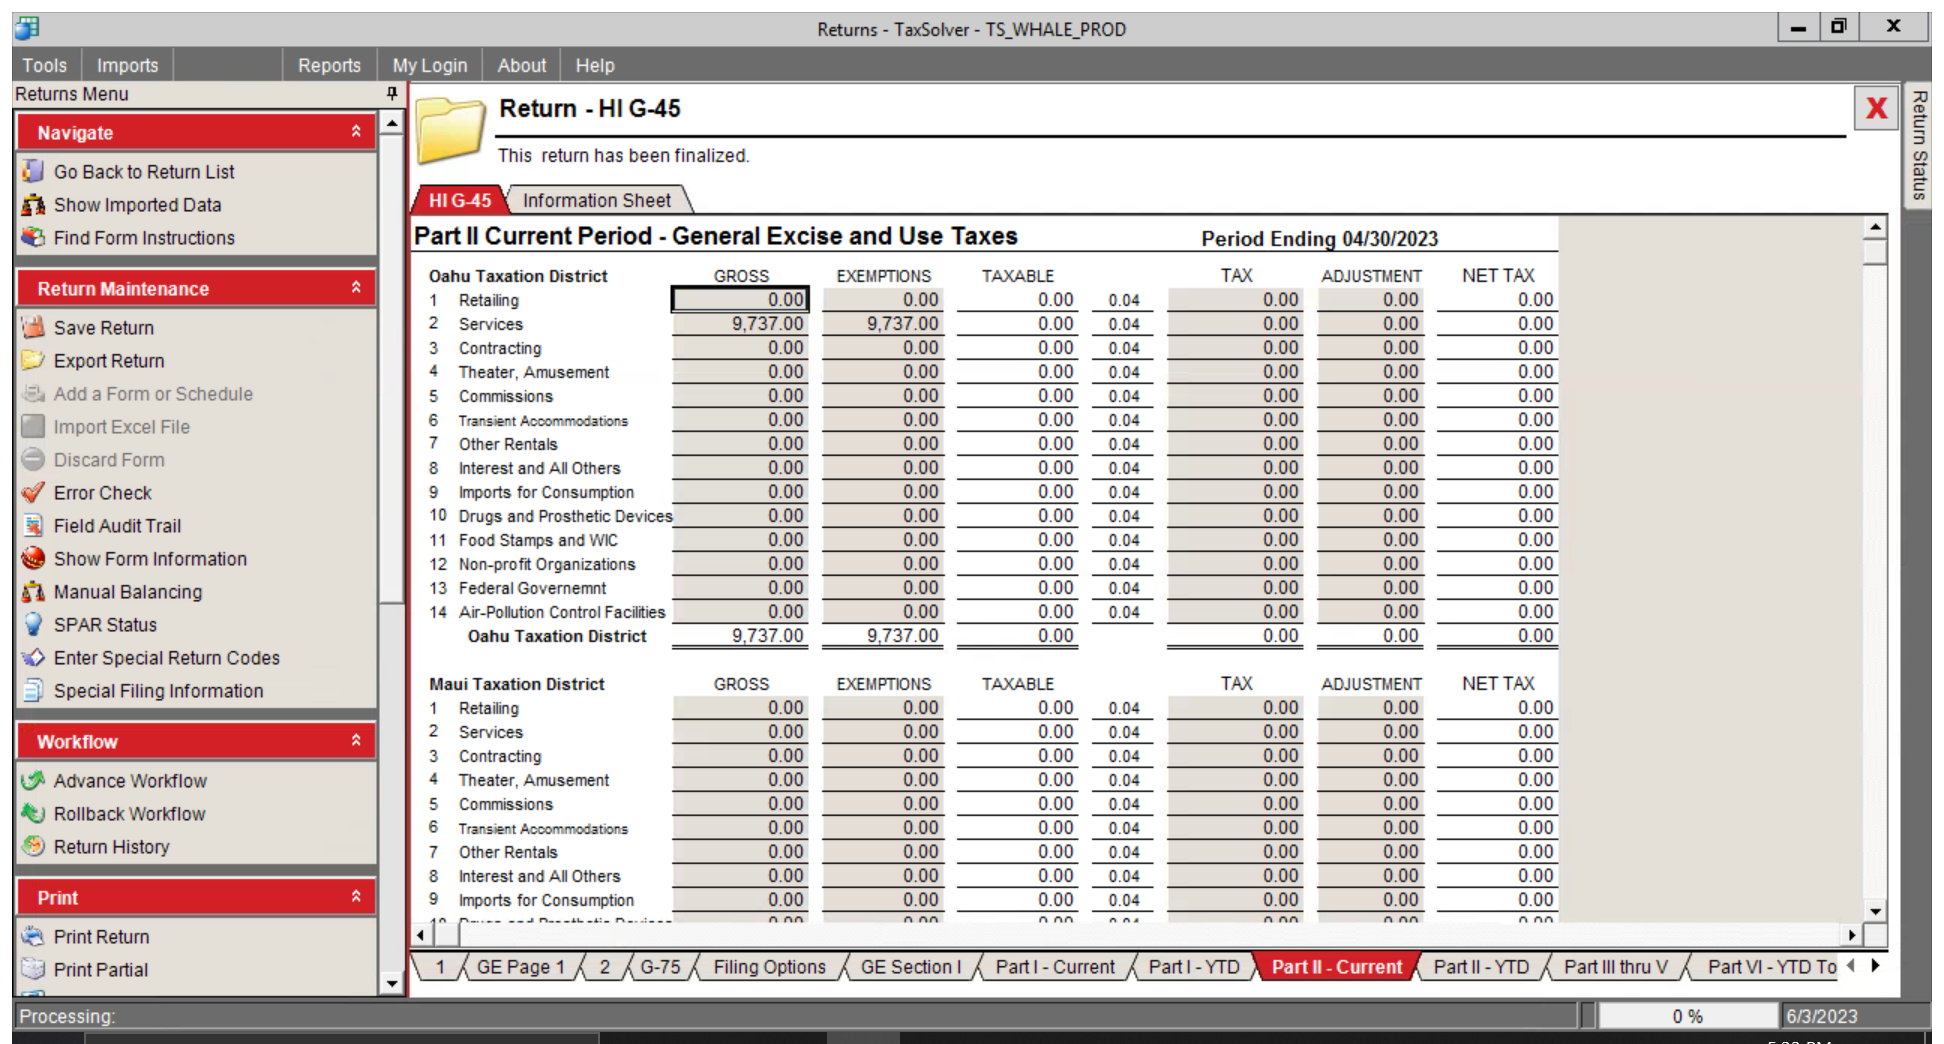 Returns - TaxSolver - TS_WHALE_PROD
Tools Imports Reports My Login About Help
Returns Menu
Navigate
Go Back to Return List
Show Imported Data
Find Form Instructions
Return Maintenance
Save Return
Export Return
Add a Form or Schedule
Import Excel File
Discard Form
Error Check
Field Audit Trail
Show Form Information
Manual Balancing
SPAR Status
Enter Special Return Codes
Special Filing Information
Workflow
Advance Workflow
Rollback Workflow
Return History
Print
Print Return
Print Partial
Return - HI G-45
X
This return has been finalized.
HI G-45 Information Sheet
Part II Current Period - General Excise and Use Taxes Period Ending 04/30/2023
Oahu Taxation District GROSS EXEMPTIONS TAXABLE TAX ADJUSTMENT NET TAX
1 Retailing 0.00 0.00 0.00 0.04 0.00 0.00 0.00
2 Services 9,737.00 9,737.00 0.00 0.04 0.00 0.00 0.00
3 Contracting 0.00 0.00 0.00 0.04 0.00 0.00 0.00
4 Theater, Amusement 0.00 0.00 0.00 0.04 0.00 0.00 0.00
5 Commissions 0.00 0.00 0.00 0.04 0.00 0.00 0.00
6 Transient Accommodations 0.00 0.00 0.00 0.04 0.00 0.00 0.00
7 Other Rentals 0.00 0.00 0.00 0.04 0.00 0.00 0.00
8 Interest and All Others 0.00 0.00 0.00 0.04 0.00 0.00 0.00
9 Imports for Consumption 0.00 0.00 0.00 0.04 0.00 0.00 0.00
10 Drugs and Prosthetic Devices 0.00 0.00 0.00 0.04 0.00 0.00 0.00
11 Food Stamps and WIC 0.00 0.00 0.00 0.04 0.00 0.00 0.00
12 Non-profit Organizations 0.00 0.00 0.00 0.04 0.00 0.00 0.00
13 Federal Governemnt 0.00 0.00 0.00 0.04 0.00 0.00 0.00
14 Air-Pollution Control Facilities 0.00 0.00 0.00 0.04 0.00 0.00 0.00
Oahu Taxation District 9,737.00 9,737.00 0.00 0.00 0.00 0.00
Maui Taxation District GROSS EXEMPTIONS TAXABLE TAX ADJUSTMENT NET TAX
1 Retailing 0.00 0.00 0.00 0.04 0.00 0.00 0.00
2 Services 0.00 0.00 0.00 0.04 0.00 0.00 0.00
3 Contracting 0.00 0.00 0.00 0.04 0.00 0.00 0.00
4 Theater, Amusement 0.00 0.00 0.00 0.04 0.00 0.00 0.00
5 Commissions 0.00 0.00 0.00 0.04 0.00 0.00 0.00
6 Transient Accommodations 0.00 0.00 0.00 0.04 0.00 0.00 0.00
7 Other Rentals 0.00 0.00 0.00 0.04 0.00 0.00 0.00
8 Interest and All Others 0.00 0.00 0.00 0.04 0.00 0.00 0.00
9 Imports for Consumption 0.00 0.00 0.00 0.04 0.00 0.00 0.00
1 GE Page 1 2 G-75 Filing Options GE Section I Part I - Current Part I - YTD Part II - Current Part II - YTD Part III thru V Part VI - YTD To
Return Status
Processing: 0 % 6/3/2023